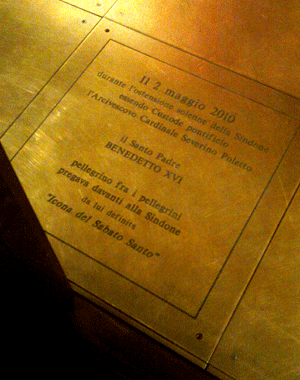 Il 2 maggio 2010
durante l'ostensione solenne della Sindone
essendo Custode pontificio
l'Arcivescovo Cardinale Severino Poletto
il Santo Padre
BENEDETTO XVI
pellegrino fra i pellegrini
pregava davanti alla Sindone
da lui definita
"Icona del Sabato Santo"